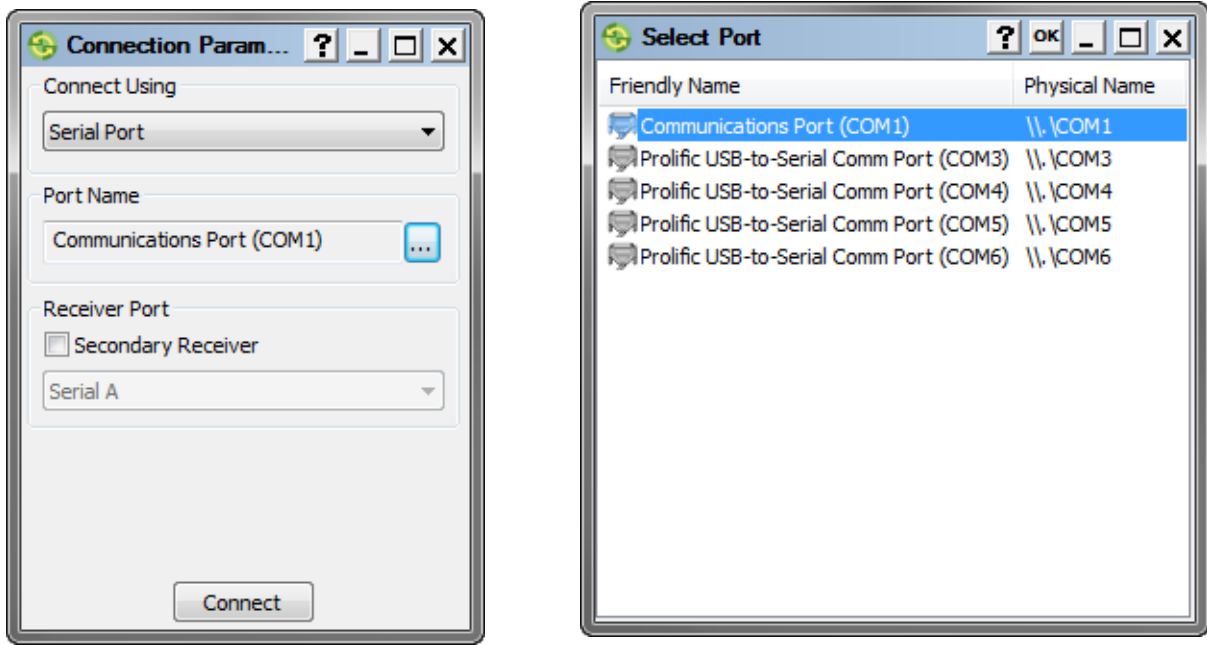 Connection Param...
Connect Using
Serial Port
Port Name
Communications Port (COM1)
...
Receiver Port
Secondary Receiver
Serial A
Connect
Select Port
OK
Friendly Name Physical Name
Communications Port (COM1) \\.\COM1
Prolific USB-to-Serial Comm Port (COM3) \\.\COM3
Prolific USB-to-Serial Comm Port (COM4) \\.\COM4
Prolific USB-to-Serial Comm Port (COM5) \\.\COM5
Prolific USB-to-Serial Comm Port (COM6) \\.\COM6